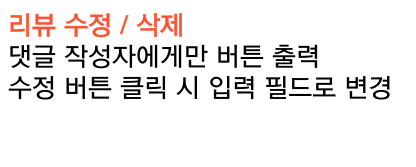 리뷰 수정 / 삭제
댓글 작성자에게만 버튼 출력
수정 버튼 클릭 시 입력 필드로 변경